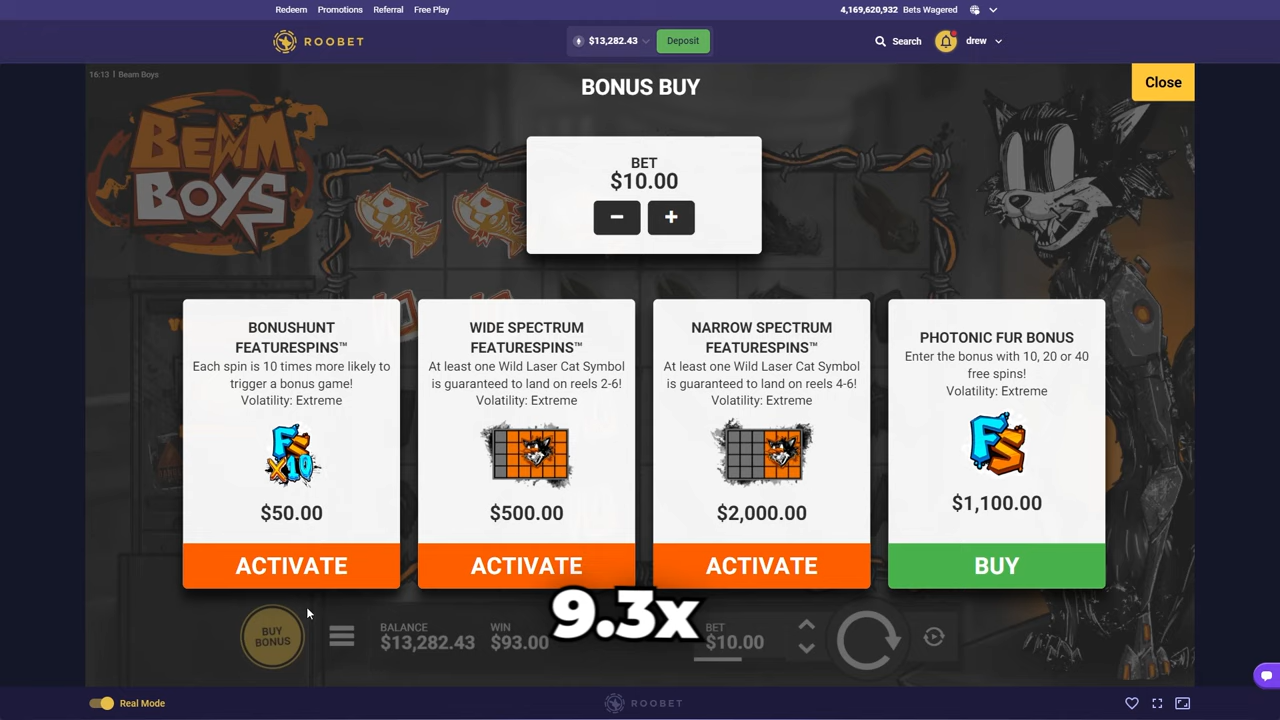 Redeem Promotions Referral Free Play
4,169,620,932 Bets Wagered
ROOBET
$13,282.43
Deposit
Search
drew
16:13 | Beam Boys
BONUS BUY
Close
BEAM
BOYS
BET
$10.00
BONUSHUNT
FEATURESPINS™
Each spin is 10 times more likely to
trigger a bonus game!
Volatility: Extreme
FS
x10
$50.00
ACTIVATE
WIDE SPECTRUM
FEATURESPINS™
At least one Wild Laser Cat Symbol
is guaranteed to land on reels 2-6!
Volatility: Extreme
$500.00
ACTIVATE
NARROW SPECTRUM
FEATURESPINS™
At least one Wild Laser Cat Symbol
is guaranteed to land on reels 4-6!
Volatility: Extreme
$2,000.00
ACTIVATE
PHOTONIC FUR BONUS
Enter the bonus with 10, 20 or 40
free spins!
Volatility: Extreme
FS
$1,100.00
BUY
9.3x
BUY
BONUS
BALANCE
$13,282.43
WIN
$93.00
BET
$10.00
Real Mode
ROOBET